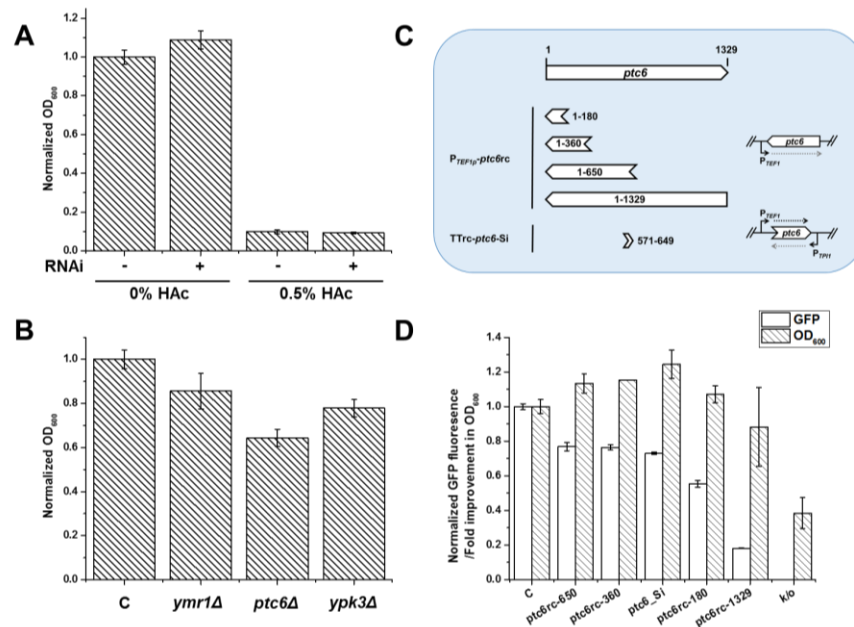 A
Normalized OD600
1.2
1.0
0.8
0.6
0.4
0.2
0.0
RNAi - + - +
0% HAc 0.5% HAc
B
Normalized OD600
1.0
0.8
0.6
0.4
0.2
0.0
C ymr1Δ ptc6Δ ypk3Δ
C
1 1329
ptc6
1-180
1-360
1-650
1-1329
PTEF1p-ptc6rc
ptc6
PTEF1
TTrc-ptc6-Si
571-649
PTEF1
ptc6
PTPI1
D
GFP
OD600
Normalized GFP fluoresence
/Fold improvement in OD600
1.4
1.2
1.0
0.8
0.6
0.4
0.2
0.0
C ptc6rc-650 ptc6rc-360 ptc6_Si ptc6rc-180 ptc6rc-1329 k/o